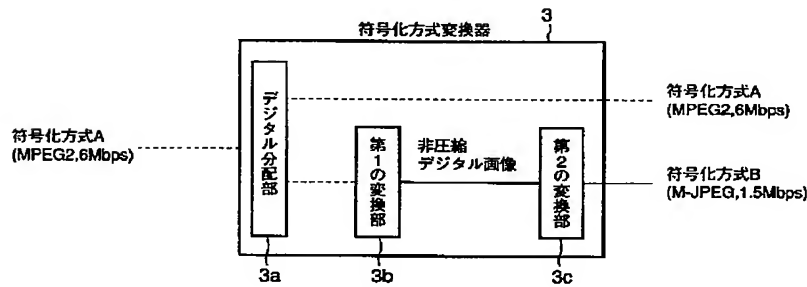 符号化方式変換器
3
符号化方式A
(MPEG2,6Mbps)
デジタル分配部
第1の変換部
非圧縮
デジタル画像
第2の変換部
符号化方式A
(MPEG2,6Mbps)
符号化方式B
(M-JPEG,1.5Mbps)
3a
3b
3c